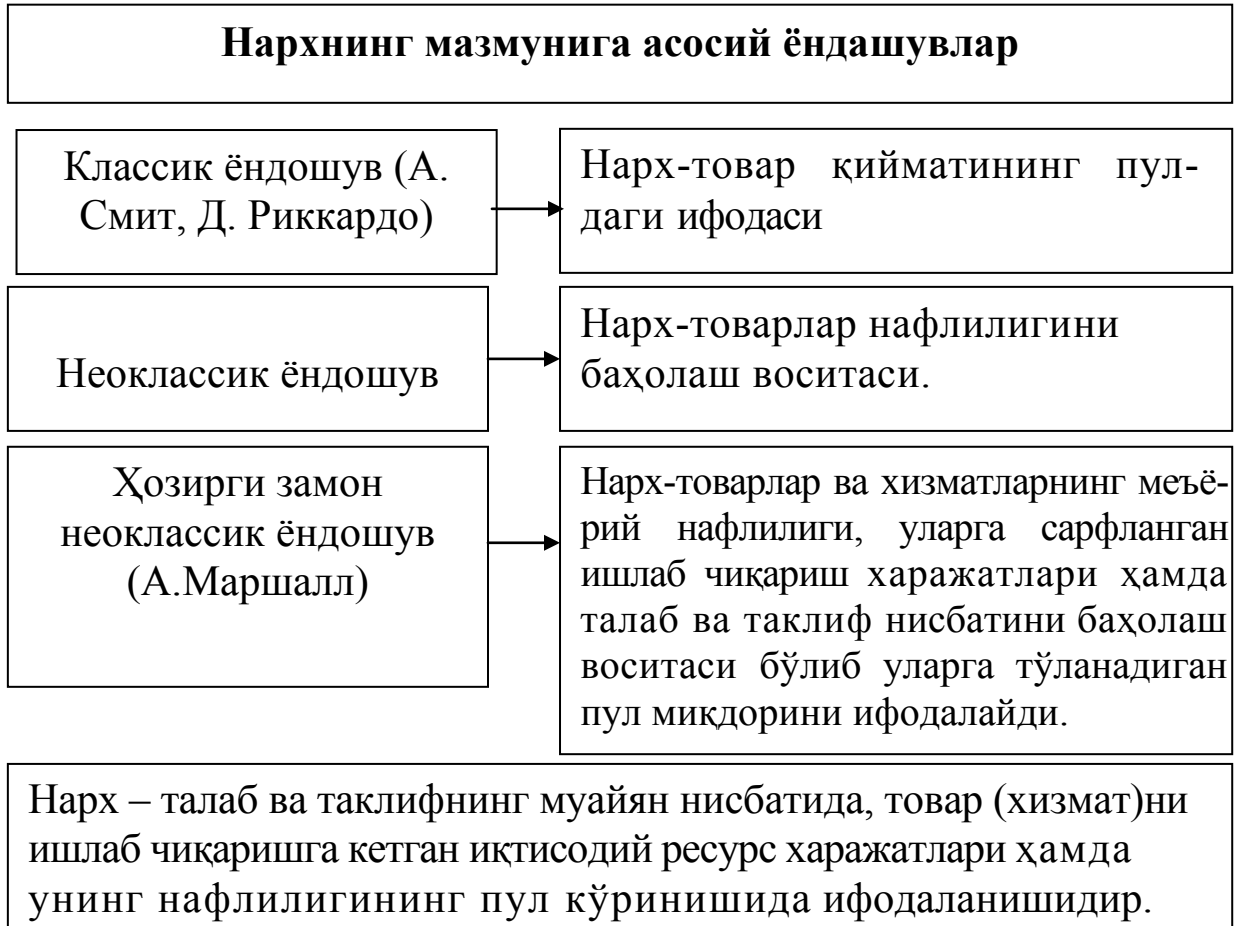 Нархнинг мазмунига асосий ёндашувлар
Классик ёндошув (А.
Смит, Д. Риккардо)
Нарх-товар қийматининг пул-
даги ифодаси
Неоклассик ёндошув
Нарх-товарлар нафлилигини
баҳолаш воситаси.
Ҳозирги замон
неоклассик ёндошув
(А.Маршалл)
Нарх-товарлар ва хизматларнинг меъё-
рий нафлилиги, уларга сарфланган
ишлаб чиқариш харажатлари ҳамда
талаб ва таклиф нисбатини баҳолаш
воситаси бўлиб уларга тўланадиган
пул миқдорини ифодалайди.
Нарх – талаб ва таклифнинг муайян нисбатида, товар (хизмат)ни
ишлаб чиқаришга кетган иқтисодий ресурс харажатлари ҳамда
унинг нафлилигининг пул кўринишида ифодаланишидир.